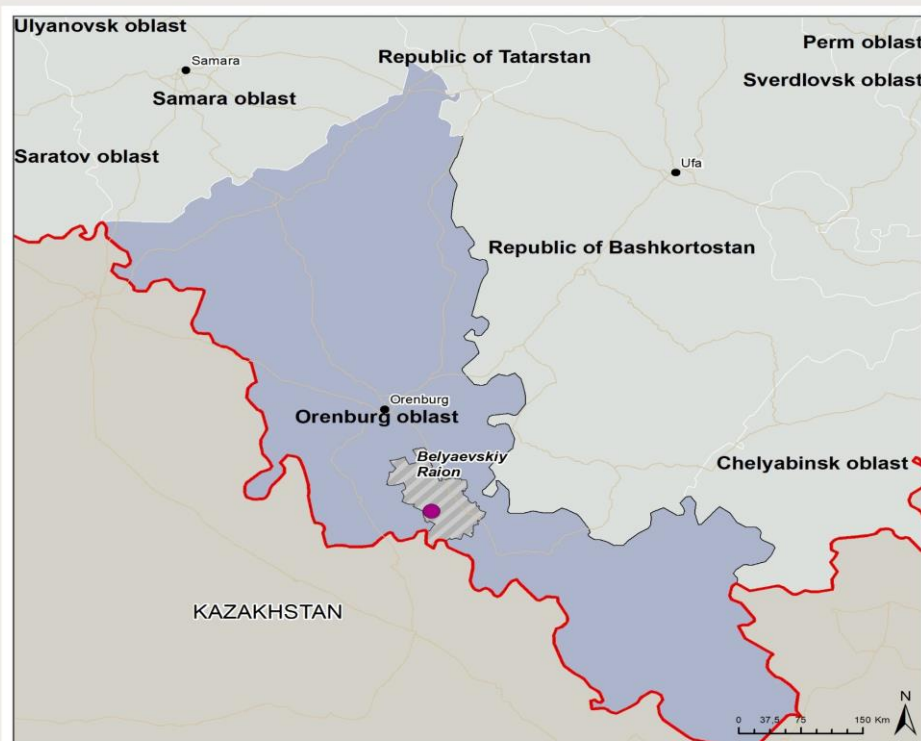 Ulyanovsk oblast
Samara
Republic of Tatarstan
Perm oblast
Sverdlovsk oblast
Samara oblast
Saratov oblast
Ufa
Republic of Bashkortostan
Orenburg
Orenburg oblast
Belyaevskiy
Raion
Chelyabinsk oblast
KAZAKHSTAN
N
0 37,5 75 150 Km